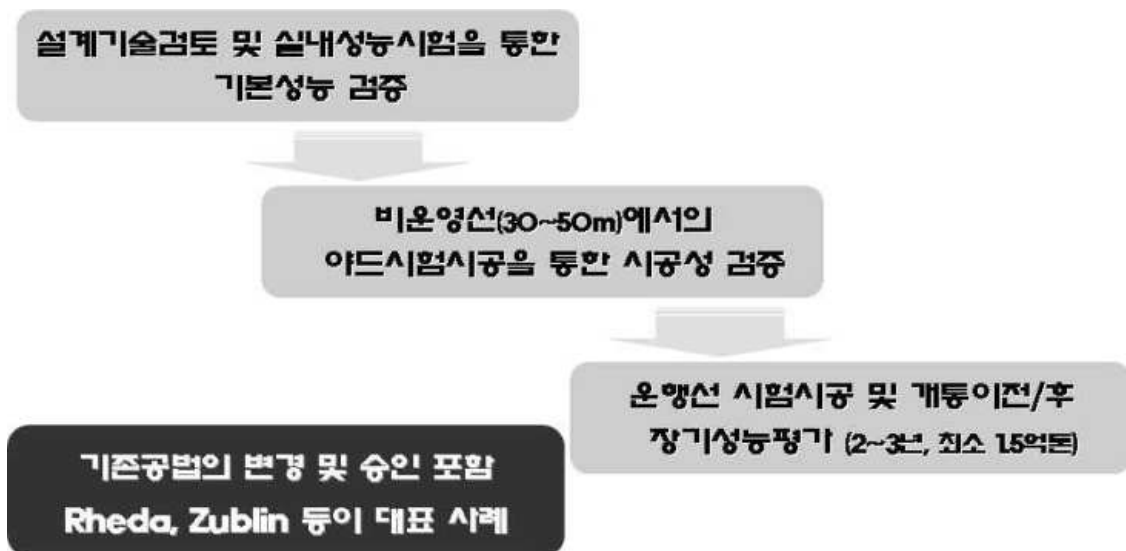 설계기술검토 및 실내성능시험을 통한
기본성능 검증
비운영선(30~50m)에서의
야드시험시공을 통한 시공성 검증
운행선 시험시공 및 개통이전/후
장기성능평가 (2~3년, 최소 1.5억톤)
기존공법의 변경 및 승인 포함
Rheda, Zublin 등이 대표 사례